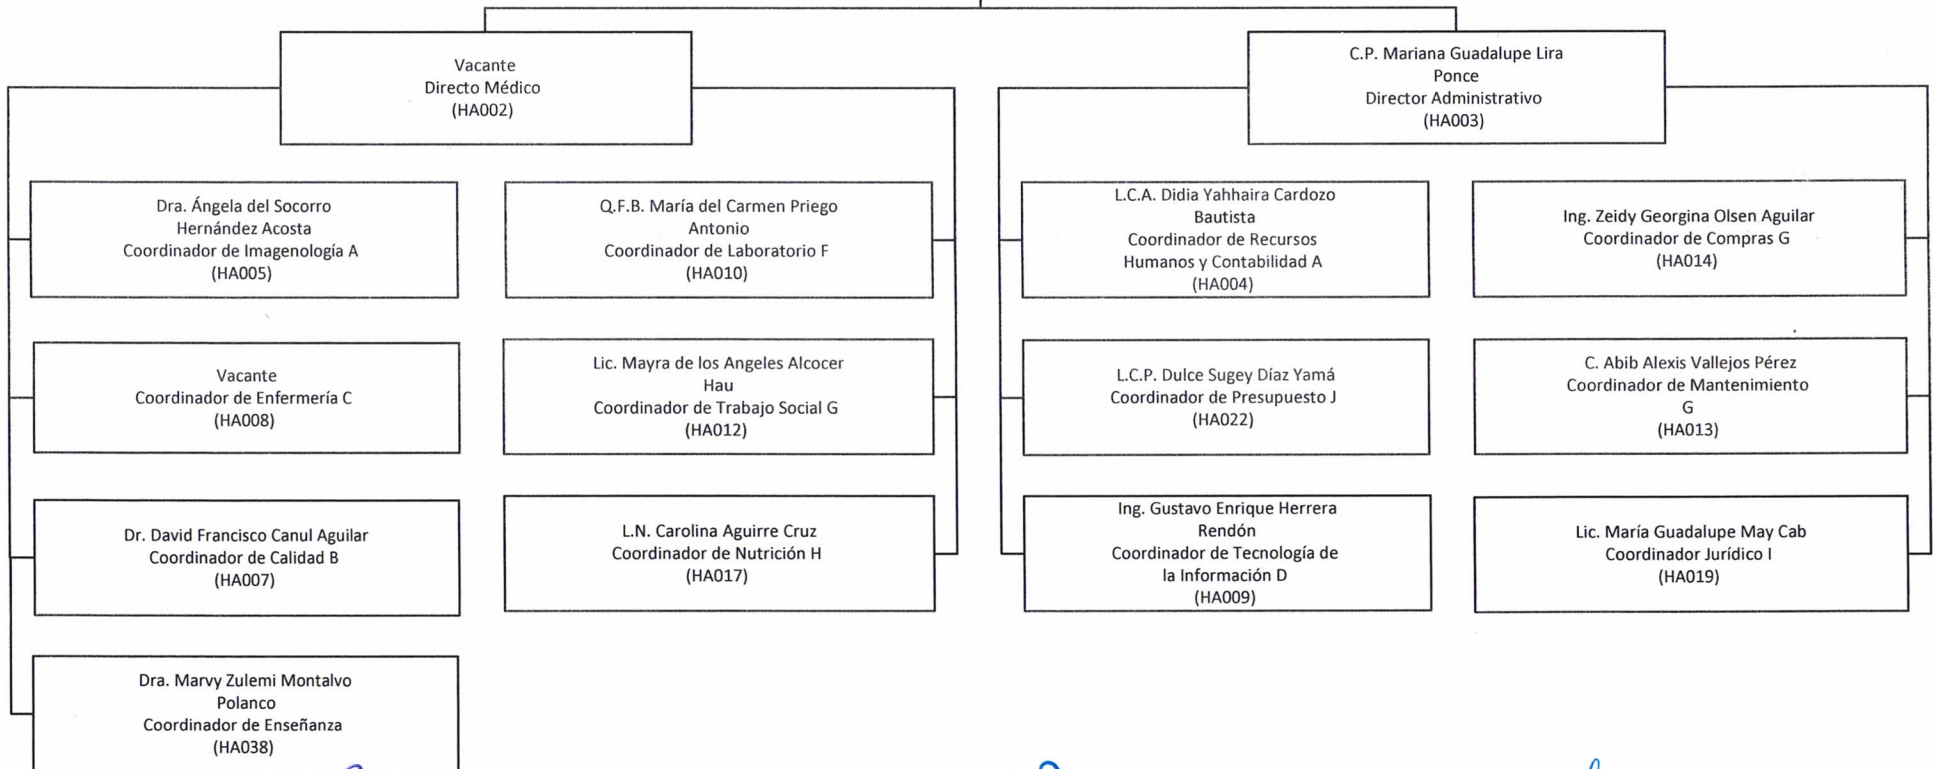 Vacante
Directo Médico
(HA002)
C.P. Mariana Guadalupe Lira
Ponce
Director Administrativo
(HA003)
Dra. Ángela del Socorro
Hernández Acosta
Coordinador de Imagenología A
(HA005)
Q.F.B. María del Carmen Priego
Antonio
Coordinador de Laboratorio F
(HA010)
L.C.A. Didia Yahhaira Cardozo
Bautista
Coordinador de Recursos
Humanos y Contabilidad A
(HA004)
Ing. Zeidy Georgina Olsen Aguilar
Coordinador de Compras G
(HA014)
Vacante
Coordinador de Enfermería C
(HA008)
Lic. Mayra de los Angeles Alcocer
Hau
Coordinador de Trabajo Social G
(HA012)
L.C.P. Dulce Sugey Díaz Yamá
Coordinador de Presupuesto J
(HA022)
C. Abib Alexis Vallejos Pérez
Coordinador de Mantenimiento
G
(HA013)
Dr. David Francisco Canul Aguilar
Coordinador de Calidad B
(HA007)
L.N. Carolina Aguirre Cruz
Coordinador de Nutrición H
(HA017)
Ing. Gustavo Enrique Herrera
Rendón
Coordinador de Tecnología de
la Información D
(HA009)
Lic. María Guadalupe May Cab
Coordinador Jurídico I
(HA019)
Dra. Marvy Zulemi Montalvo
Polanco
Coordinador de Enseñanza
(HA038)